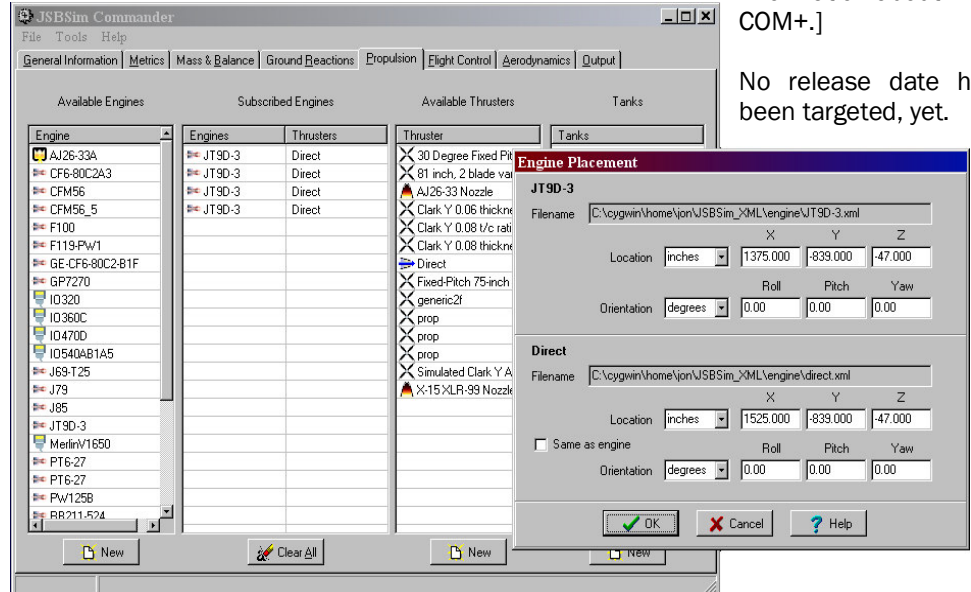 JSBSim Commander
File Tools Help
General Information Metrics Mass & Balance Ground Reactions Propulsion Flight Control Aerodynamics Output
Available Engines Subscribed Engines Available Thrusters Tanks
Engine
AJ26-33A
CF6-80C2A3
CFM56
CFM56_5
F100
F119-PW1
GE-CF6-80C2-B1F
GP7270
IO320
IO360C
IO470D
IO540AB1A5
J69-T25
J79
J85
JT9D-3
MerlinV1650
PT6-27
PT6-27
PW125B
RB211-524
New
Engines Thrusters
JT9D-3 Direct
JT9D-3 Direct
JT9D-3 Direct
JT9D-3 Direct
Clear All
Thruster
30 Degree Fixed Pit
81 inch, 2 blade var
AJ26-33 Nozzle
Clark Y 0.06 thickne
Clark Y 0.08 t/c rati
Clark Y 0.08 thickne
Direct
Fixed-Pitch 75-inch
generic2f
prop
prop
prop
Simulated Clark Y A
X-15 XLR-99 Nozzle
New
Tanks
New
Engine Placement
JT9D-3
Filename C:\cygwin\home\jon\JSBSim_XML\engine\JT9D-3.xml
X Y Z
Location inches 1375.000 -839.000 -47.000
Roll Pitch Yaw
Orientation degrees 0.00 0.00 0.00
Direct
Filename C:\cygwin\home\jon\JSBSim_XML\engine\direct.xml
X Y Z
Location inches 1525.000 -839.000 -47.000
Same as engine
Roll Pitch Yaw
Orientation degrees 0.00 0.00 0.00
OK Cancel Help
COM+.]
No release date h
been targeted, yet.